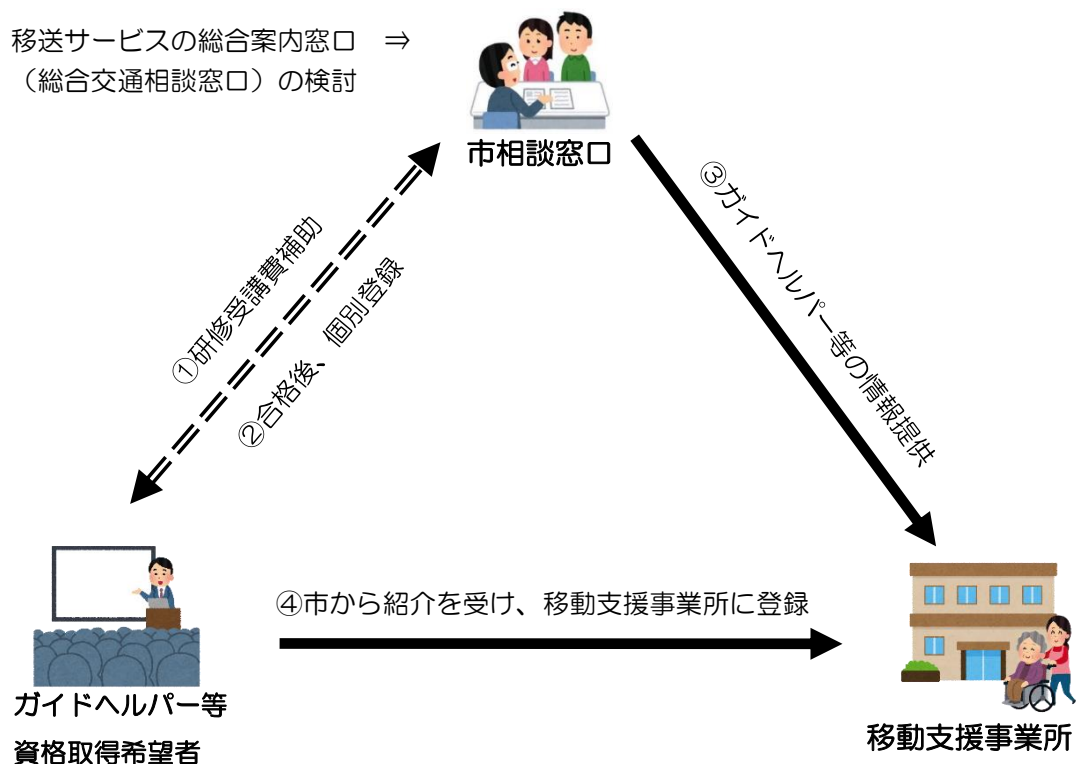 移送サービスの総合案内窓口　⇒
（総合交通相談窓口）の検討
市相談窓口
①研修受講費補助
②合格後、個別登録
③ガイドヘルパー等の情報提供
④市から紹介を受け、移動支援事業所に登録
ガイドヘルパー等
資格取得希望者
移動支援事業所